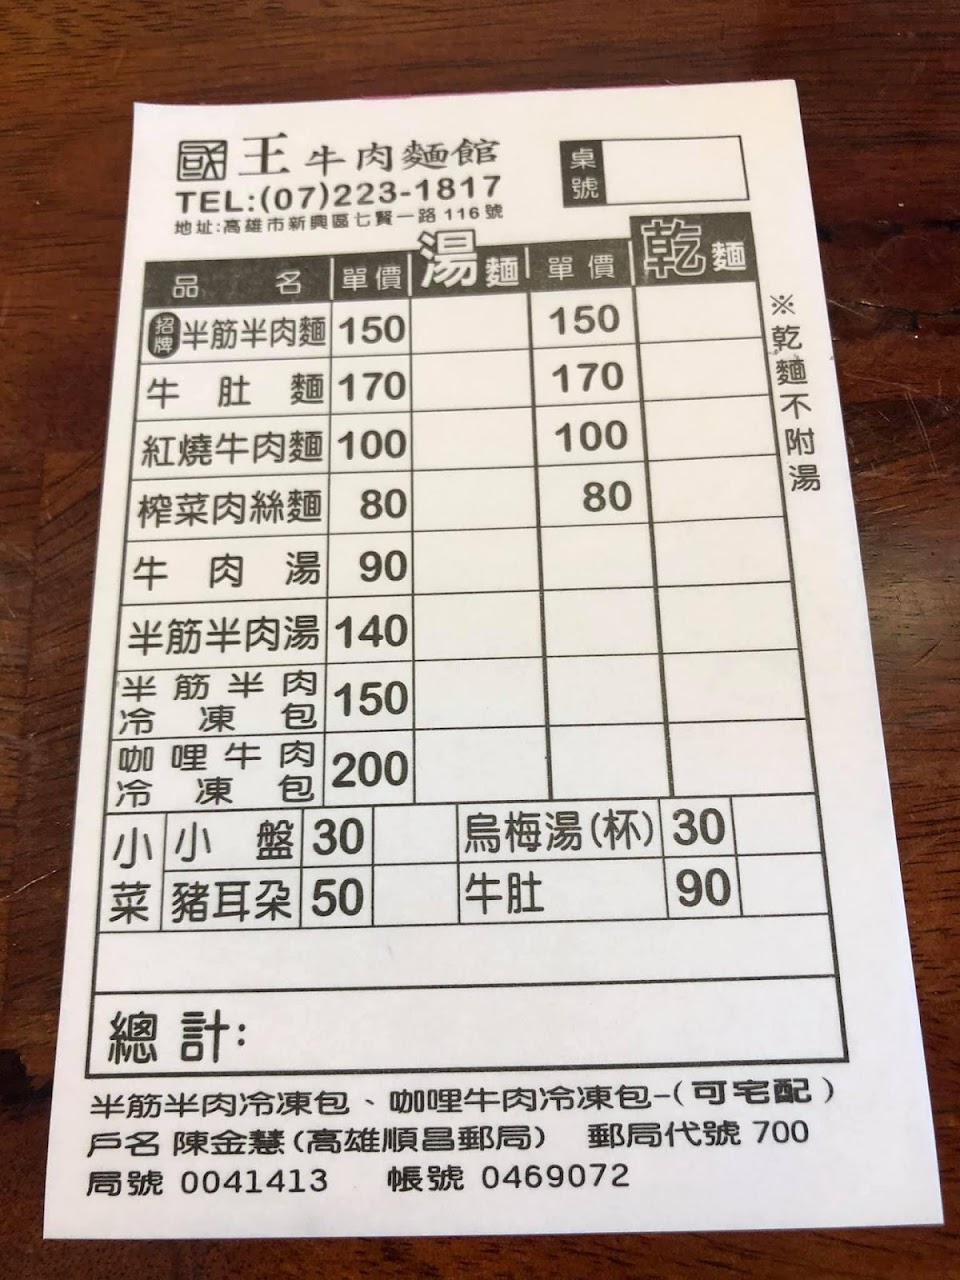 國王牛肉麵館
TEL:(07)223-1817
地址:高雄市新興區七賢一路116號
桌號
品名 單價 湯麵 單價 乾麵
招牌 半筋半肉麵 150 150
牛肚麵 170 170
紅燒牛肉麵 100 100
榨菜肉絲麵 80 80
牛肉湯 90
半筋半肉湯 140
半筋半肉
冷凍包 150
咖哩牛肉
冷凍包 200
小菜 小盤 30 烏梅湯(杯) 30
豬耳朵 50 牛肚 90
※乾麵不附湯
總計:
半筋半肉冷凍包、咖哩牛肉冷凍包-(可宅配)
戶名 陳金慧(高雄順昌郵局) 郵局代號 700
局號 0041413 帳號 0469072